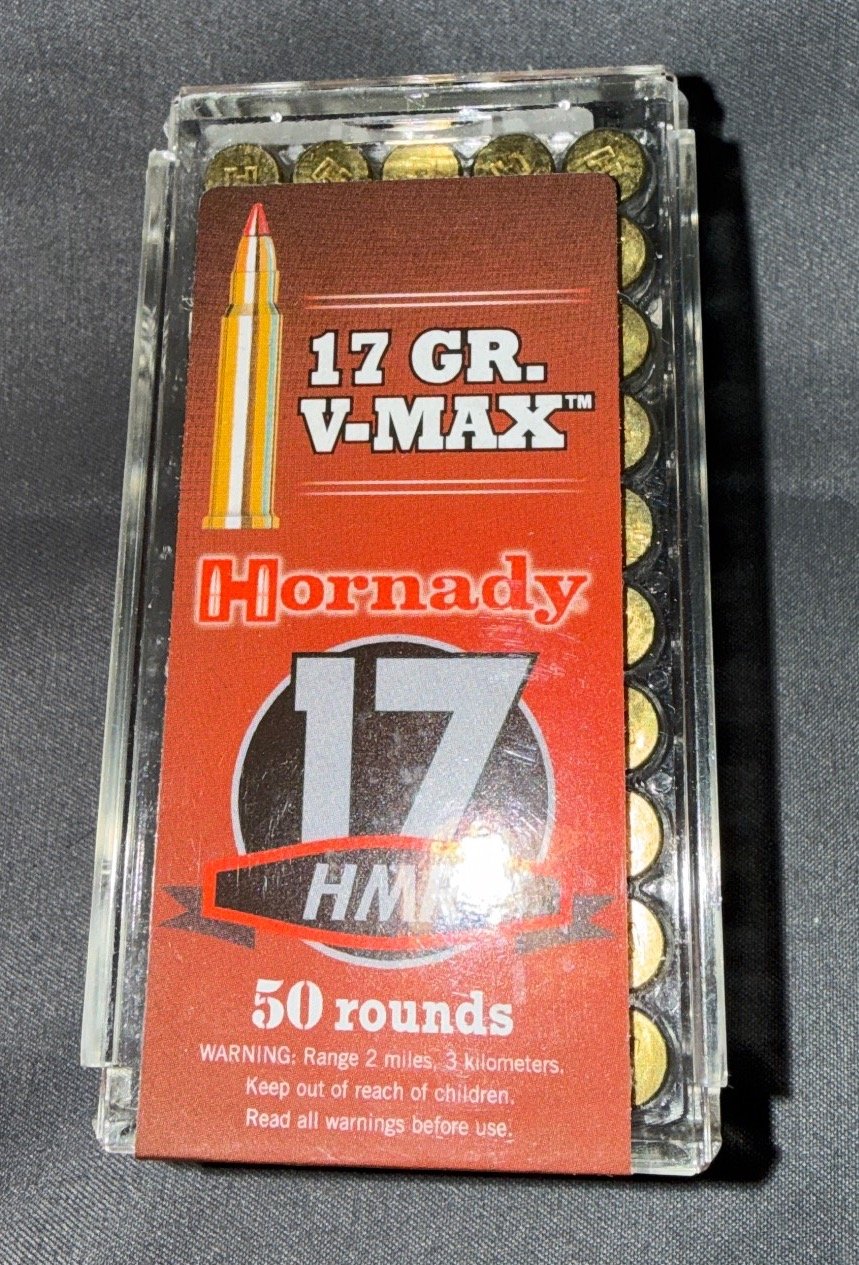 17 GR.
V-MAX™
Hornady
17
50 rounds
WARNING: Range 2 miles, 3 kilometers.
Keep out of reach of children.
Read all warnings before use.